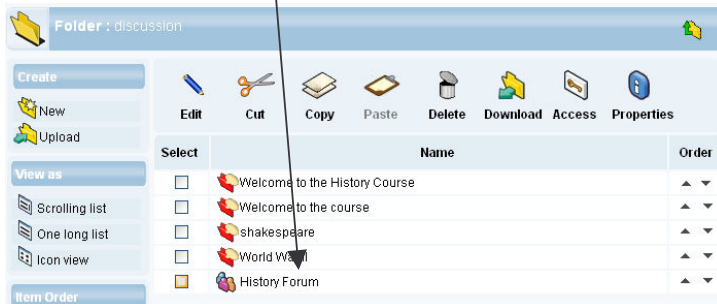 Folder : discussion
Create
New
Upload
View as
Scrolling list
One long list
Icon view
Item Order
Edit Cut Copy Paste Delete Download Access Properties
Select Name Order
Welcome to the History Course
Welcome to the course
shakespeare
World
History Forum